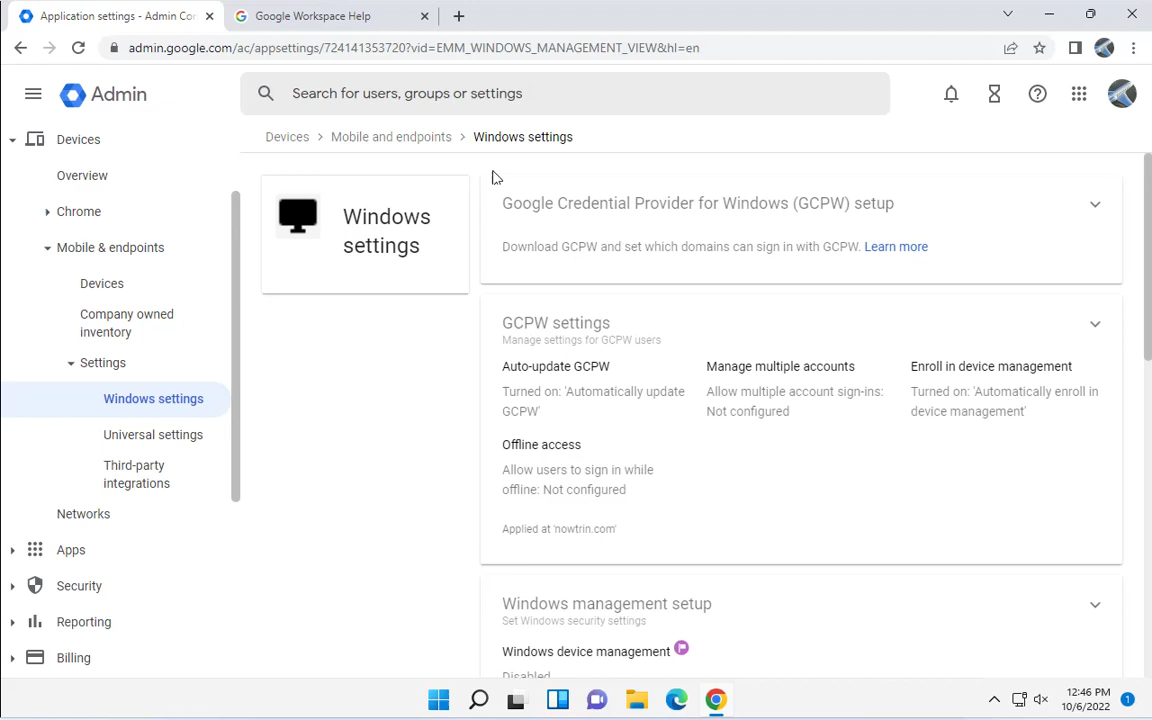 Application settings - Admin Con
Google Workspace Help
admin.google.com/ac/appsettings/724141353720?vid=EMM_WINDOWS_MANAGEMENT_VIEW&hl=en
Admin
Search for users, groups or settings
Devices
Overview
Chrome
Mobile & endpoints
Devices
Company owned
inventory
Settings
Windows settings
Universal settings
Third-party
integrations
Networks
Apps
Security
Reporting
Billing
Devices > Mobile and endpoints > Windows settings
Windows
settings
Google Credential Provider for Windows (GCPW) setup
Download GCPW and set which domains can sign in with GCPW. Learn more
GCPW settings
Manage settings for GCPW users
Auto-update GCPW
Turned on: 'Automatically update
GCPW'
Manage multiple accounts
Allow multiple account sign-ins:
Not configured
Enroll in device management
Turned on: 'Automatically enroll in
device management'
Offline access
Allow users to sign in while
offline: Not configured
Applied at 'nowtrin.com'
Windows management setup
Set Windows security settings
Windows device management
Disabled
12:46 PM
10/6/2022
1